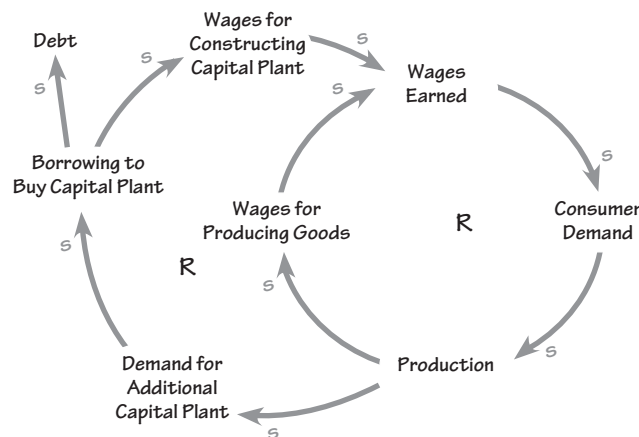 Debt
Wages for
Constructing
Capital Plant
Wages
Earned
s
s
s
s
s
Borrowing to
Buy Capital Plant
Wages for
Producing Goods
Consumer
Demand
R
R
s
s
s
Demand for
Additional
Capital Plant
Production
s